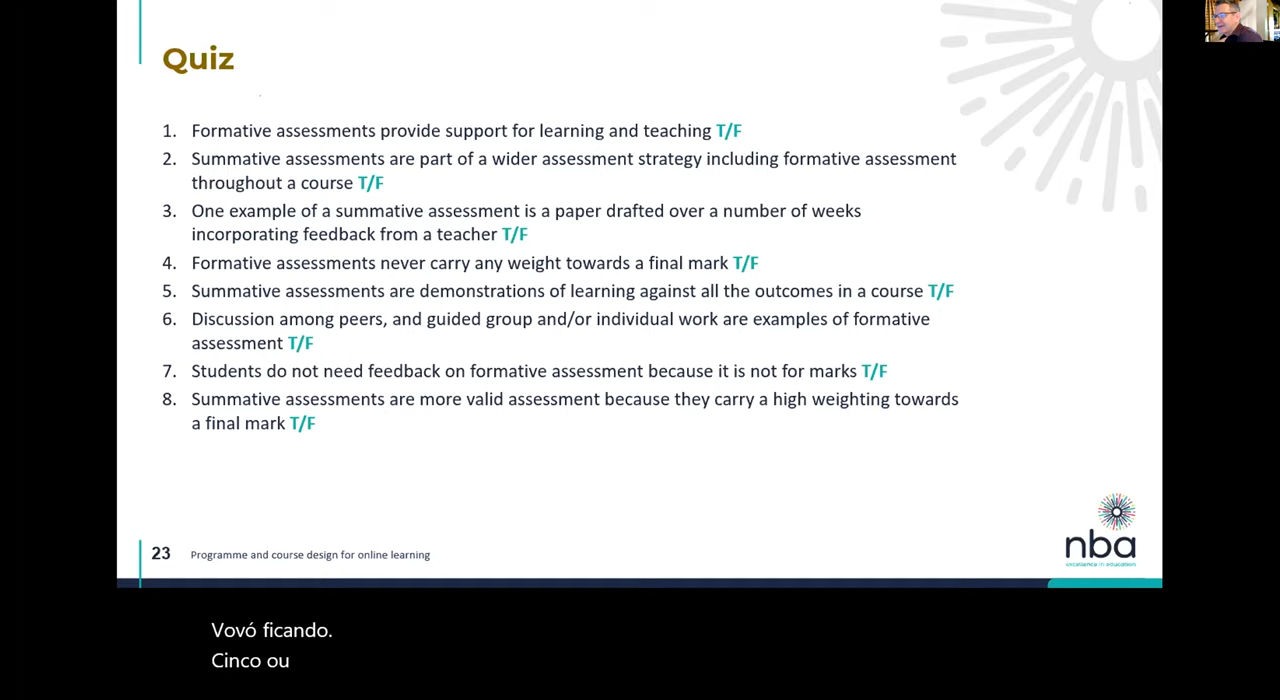 Quiz
1. Formative assessments provide support for learning and teaching T/F
2. Summative assessments are part of a wider assessment strategy including formative assessment
throughout a course T/F
3. One example of a summative assessment is a paper drafted over a number of weeks
incorporating feedback from a teacher T/F
4. Formative assessments never carry any weight towards a final mark T/F
5. Summative assessments are demonstrations of learning against all the outcomes in a course T/F
6. Discussion among peers, and guided group and/or individual work are examples of formative
assessment T/F
7. Students do not need feedback on formative assessment because it is not for marks T/F
8. Summative assessments are more valid assessment because they carry a high weighting towards
a final mark T/F
nba
excellence in education
23 Programme and course design for online learning
Vovó ficando.
Cinco ou